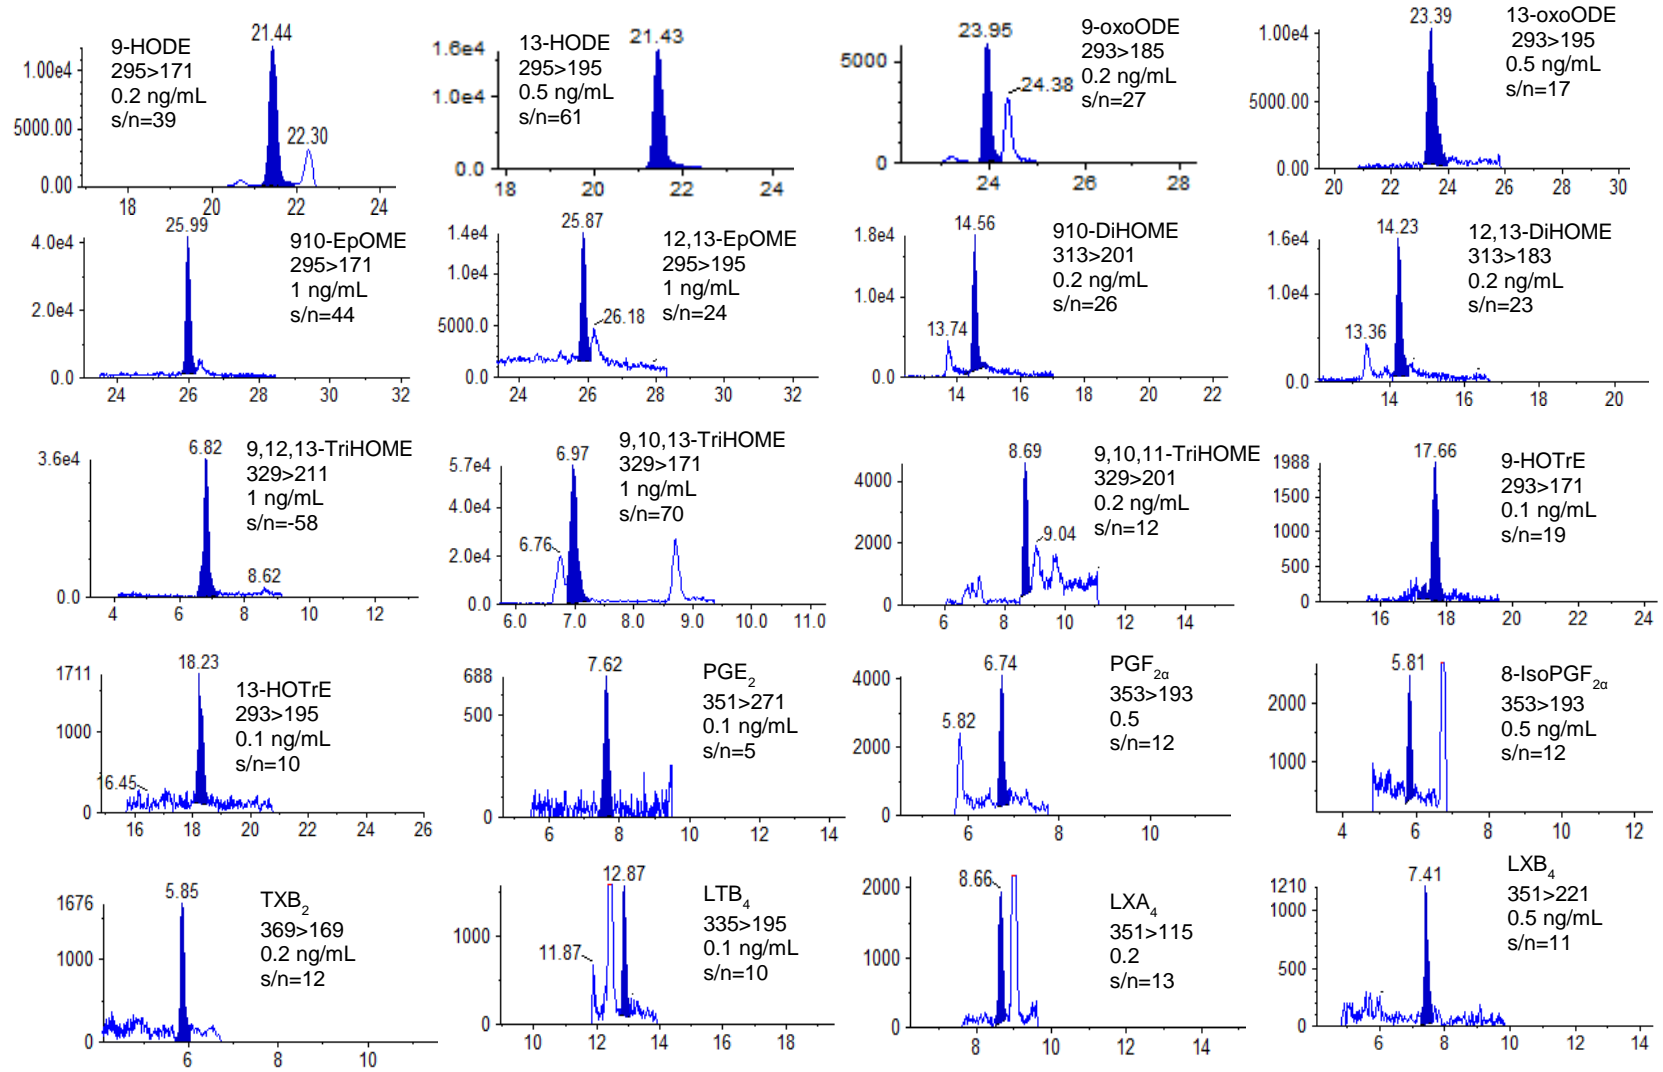 9-HODE
295>171
0.2 ng/mL
s/n=39
21.44
22.30
1.00e4
5000.00
0.00
18 20 22 24
13-HODE
295>195
0.5 ng/mL
s/n=61
21.43
1.6e4
1.0e4
0.0
18 20 22 24
9-oxoODE
293>185
0.2 ng/mL
s/n=27
23.95
24.38
5000
0
24 26 28
13-oxoODE
293>195
0.5 ng/mL
s/n=17
23.39
1.00e4
5000.00
0.00
20 22 24 26 28 30
910-EpOME
295>171
1 ng/mL
s/n=44
25.99
4.0e4
2.0e4
0.0
24 26 28 30 32
12,13-EpOME
295>195
1 ng/mL
s/n=24
25.87
26.18
1.4e4
1.0e4
5000.0
0.0
24 26 28 30 32
910-DiHOME
313>201
0.2 ng/mL
s/n=26
14.56
13.74
1.8e4
1.0e4
0.0
14 16 18 20 22
12,13-DiHOME
313>183
0.2 ng/mL
s/n=23
14.23
13.36
1.6e4
1.0e4
0.0
14 16 18 20
9,12,13-TriHOME
329>211
1 ng/mL
s/n=-58
6.82
8.62
3.6e4
0.0
6 8 10 12
9,10,13-TriHOME
329>171
1 ng/mL
s/n=70
6.97
6.76
5.7e4
4.0e4
2.0e4
0.0
6.0 7.0 8.0 9.0 10.0 11.0
9,10,11-TriHOME
329>201
0.2 ng/mL
s/n=12
8.69
9.04
4000
2000
0
6 8 10 12 14
9-HOTrE
293>171
0.1 ng/mL
s/n=19
17.66
1988
1500
1000
500
0
16 18 20 22 24
13-HOTrE
293>195
0.1 ng/mL
s/n=10
18.23
6.45
1711
1000
0
16 18 20 22 24 26
PGE2
351>271
0.1 ng/mL
s/n=5
7.62
688
500
0
6 8 10 12 14
PGF2α
353>193
0.5
s/n=12
6.74
5.82
4000
2000
0
6 8 10
8-IsoPGF2α
353>193
0.5 ng/mL
s/n=12
5.81
2000
1000
4 6 8 10 12
TXB2
369>169
0.2 ng/mL
s/n=12
5.85
1676
1000
0
6 8 10
LTB4
335>195
0.1 ng/mL
s/n=10
12.87
11.87
1000
0
10 12 14 16 18
LXA4
351>115
0.2
s/n=13
8.66
2000
1000
0
8 10 12 14
LXB4
351>221
0.5 ng/mL
s/n=11
7.41
1210
1000
500
0
6 8 10 12 14